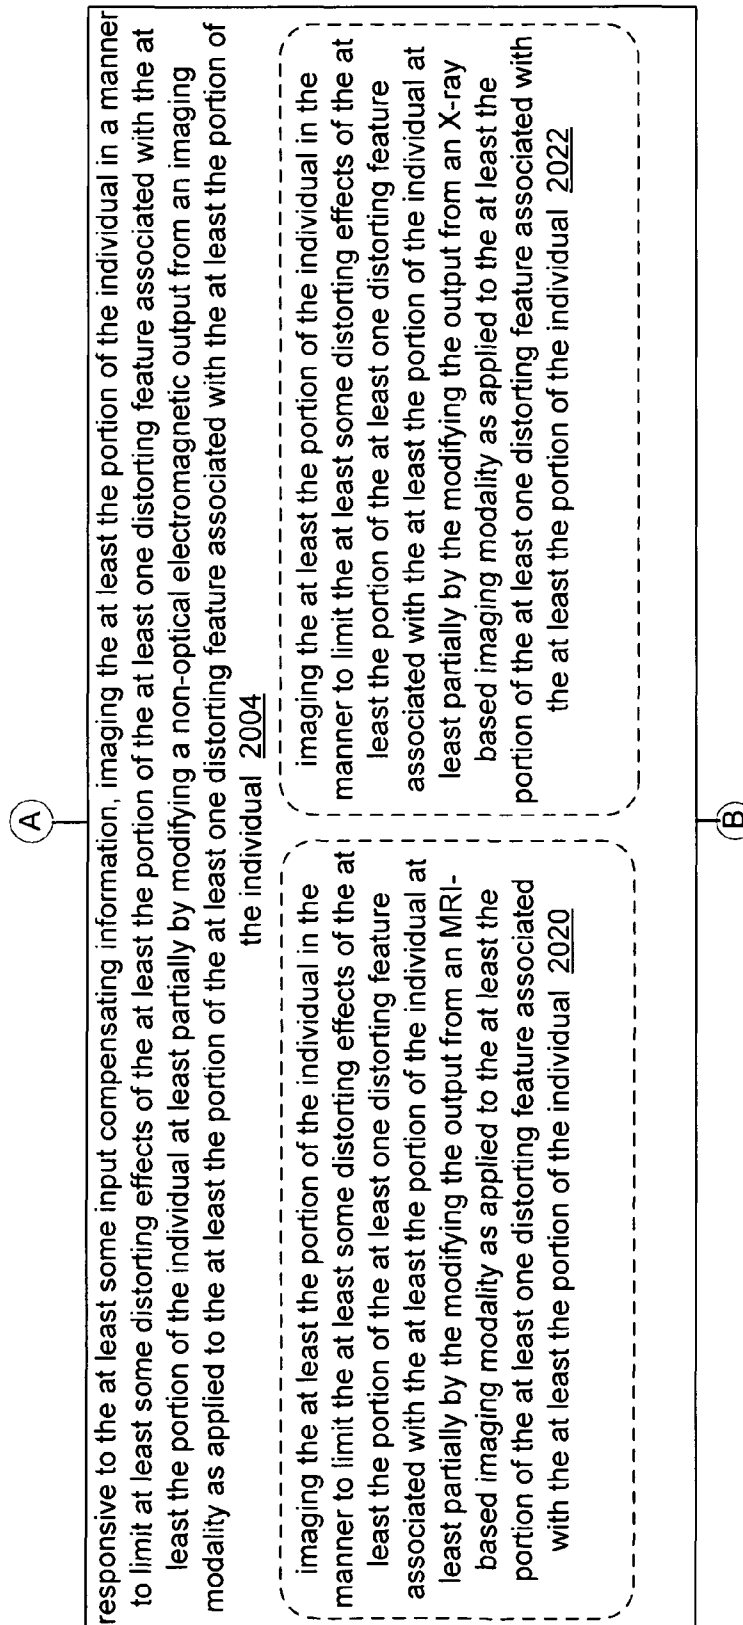 A
responsive to the at least some input compensating information, imaging the at least the portion of the individual in a manner
to limit at least some distorting effects of the at least the portion of the at least one distorting feature associated with the at
least the portion of the individual at least partially by modifying a non-optical electromagnetic output from an imaging
modality as applied to the at least the portion of the at least one distorting feature associated with the at least the portion of
the individual 2004
imaging the at least the portion of the individual in the
manner to limit the at least some distorting effects of the at
least the portion of the at least one distorting feature
associated with the at least the portion of the individual at
least partially by the modifying the output from an MRI-
based imaging modality as applied to the at least the
portion of the at least one distorting feature associated
with the at least the portion of the individual 2020
imaging the at least the portion of the individual in the
manner to limit the at least some distorting effects of the at
least the portion of the at least one distorting feature
associated with the at least the portion of the individual at
least partially by the modifying the output from an X-ray
based imaging modality as applied to the at least the
portion of the at least one distorting feature associated with
the at least the portion of the individual 2022
B